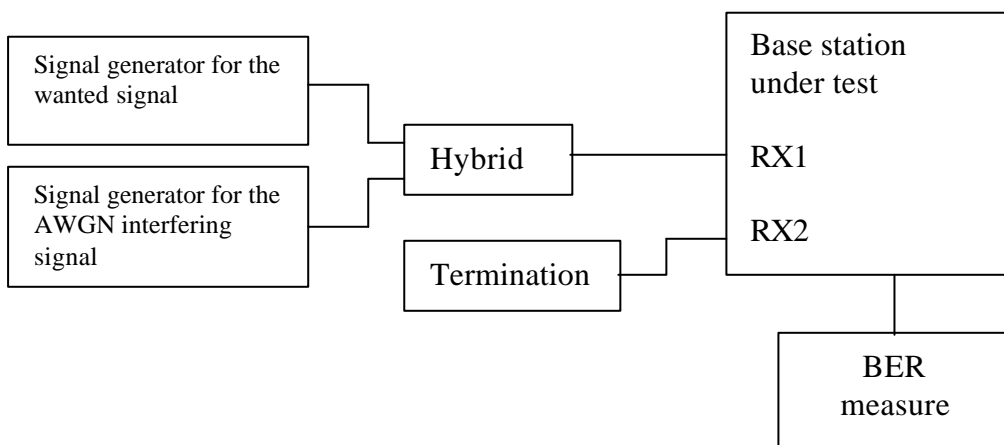 Signal generator for the
wanted signal
Signal generator for the
AWGN interfering
signal
Hybrid
Termination
Base station
under test
RX1
RX2
BER
measure